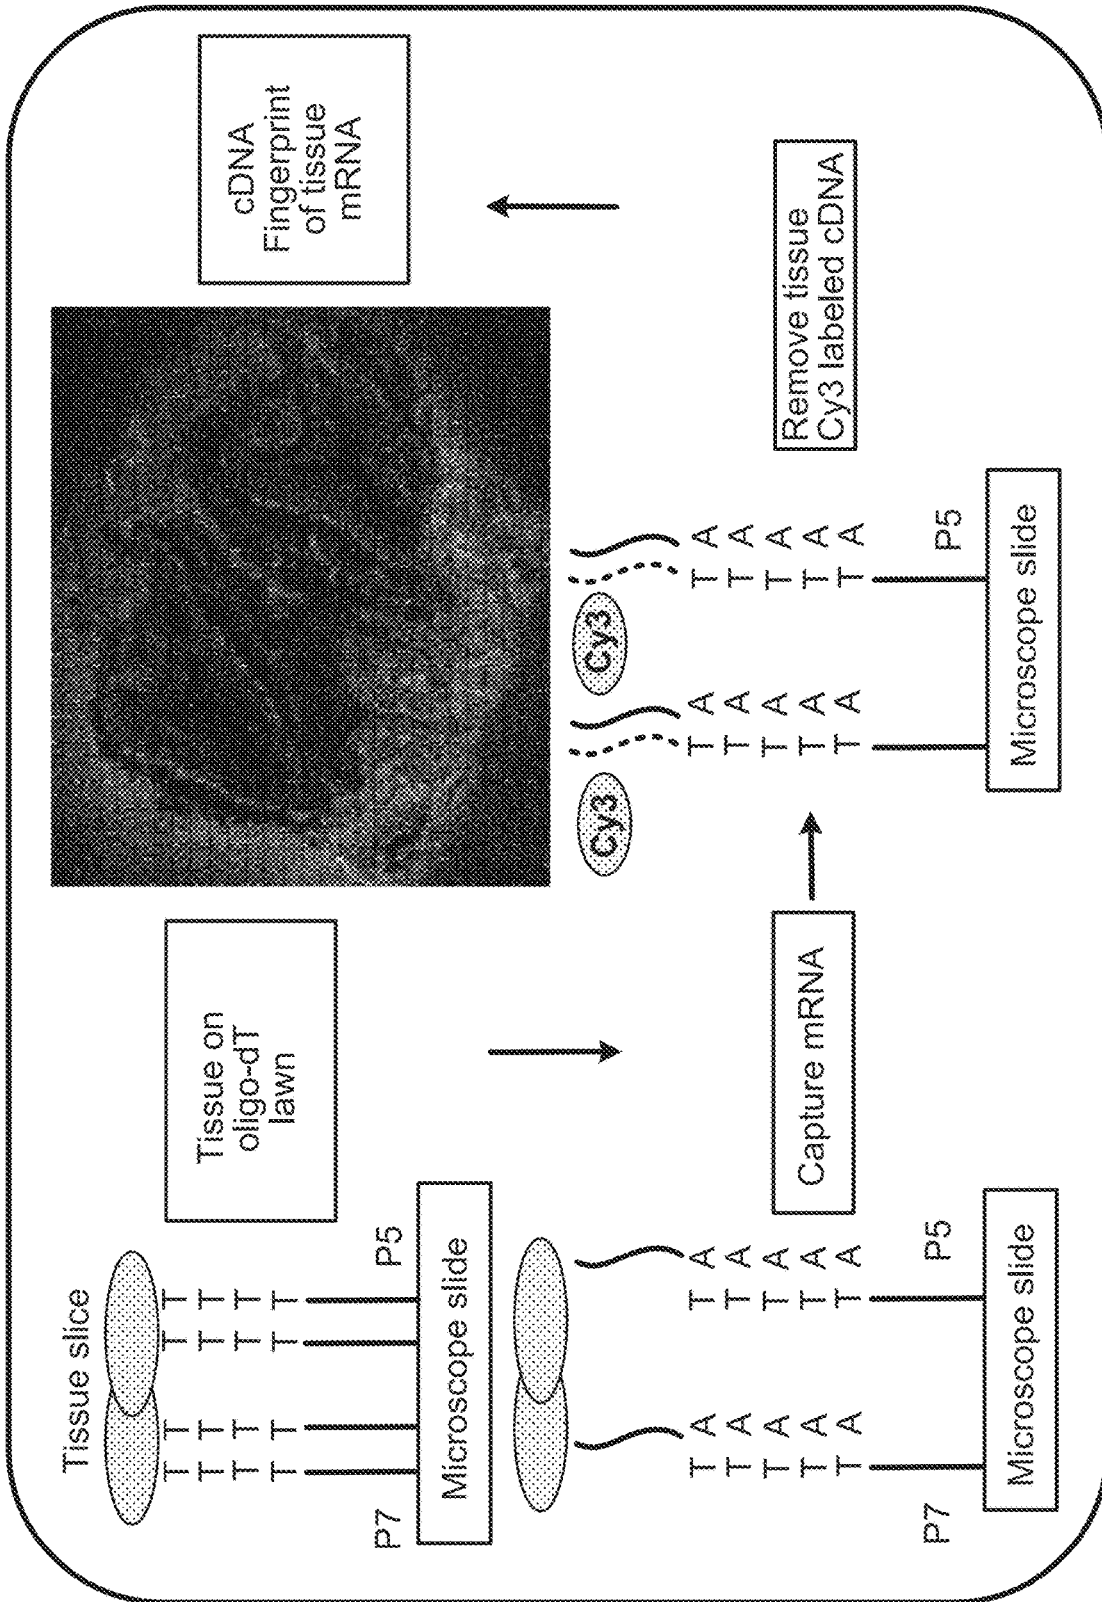 Tissue slice
T T T T
T T T T
T T T T
T T T T
P7 P5
Microscope slide
Tissue on
oligo-dT
lawn
cDNA
Fingerprint
of tissue
mRNA
T A T A
T A T A
T A T A
T A T A
T A T A
P7 P5
Microscope slide
Capture mRNA
Cy3 Cy3
T A T A
T A T A
T A T A
T A T A
T A T A
P5
Microscope slide
Remove tissue
Cy3 labeled cDNA